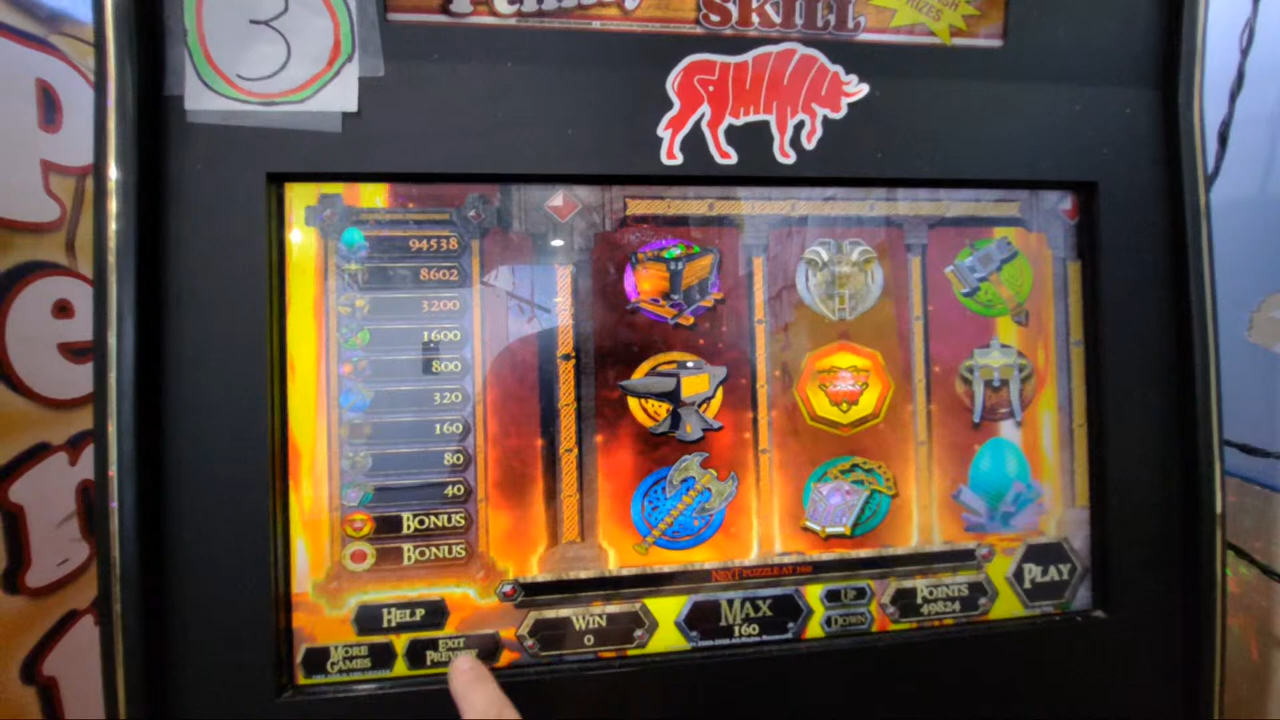 3
SKILL
PRIZES
94538
8602
3200
1600
800
320
160
80
40
BONUS
BONUS
NEXT PUZZLE AT 160
HELP
MORE
GAMES
EXIT
PREVIEW
WIN
0
MAX
160
UP
DOWN
POINTS
49824
PLAY